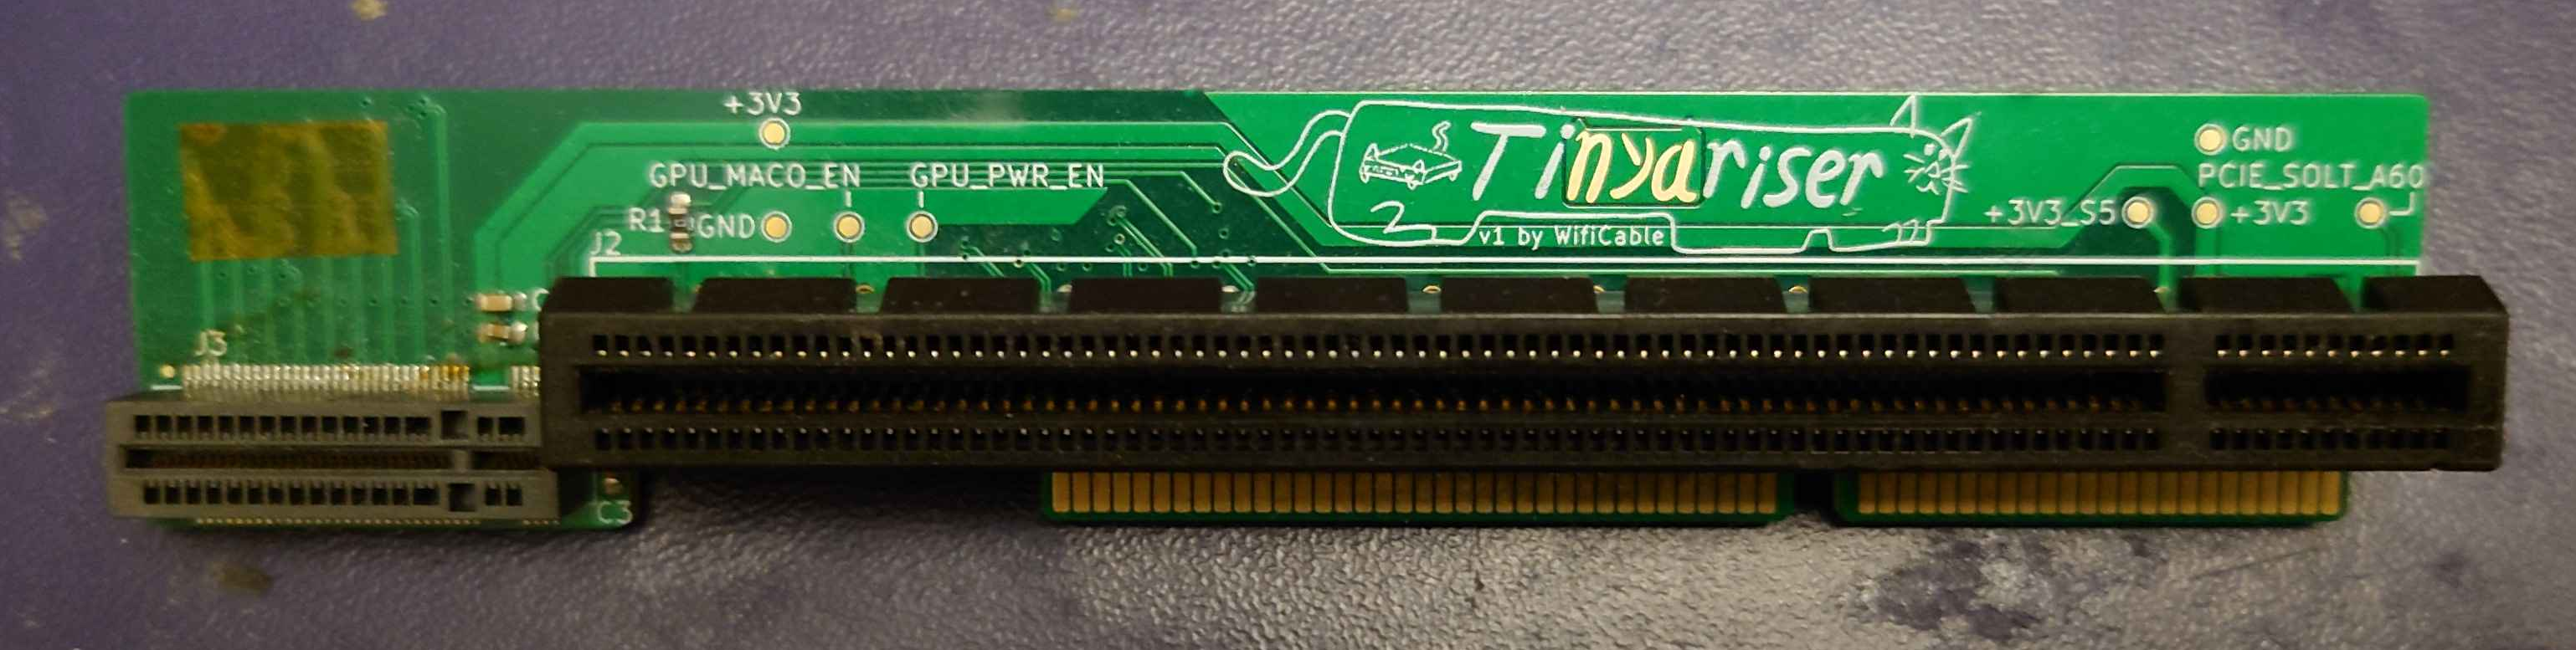 +3V3
GPU_MACO_EN
GPU_PWR_EN
R1
GND
J2
J3
C3
Tinyariser
v1 by WifiCable
GND
PCIE_SOLT_A60
+3V3_S5
+3V3